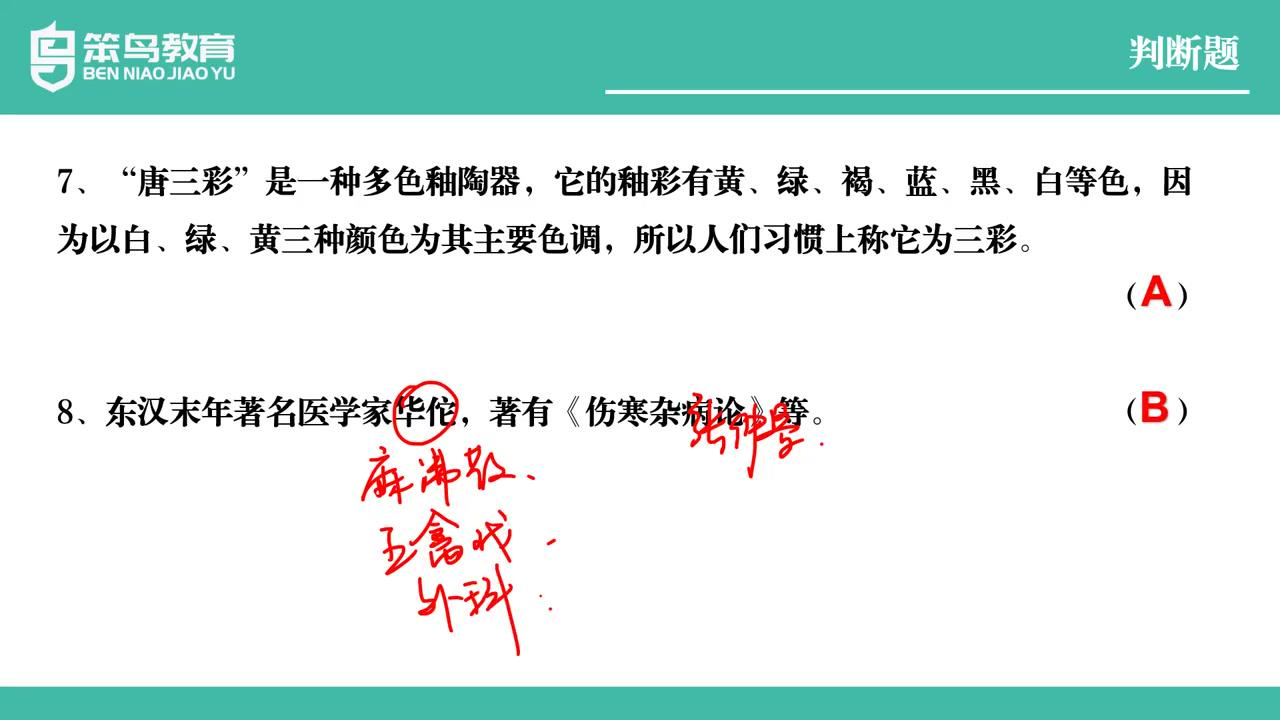 笨鸟教育
BEN NIAO JIAO YU
判断题
7、“唐三彩”是一种多色釉陶器，它的釉彩有黄、绿、褐、蓝、黑、白等色，因
为以白、绿、黄三种颜色为其主要色调，所以人们习惯上称它为三彩。
（A）
8、东汉末年著名医学家华佗，著有《伤寒杂病论》等。 （B）
张仲景
麻沸散
五禽戏
外科